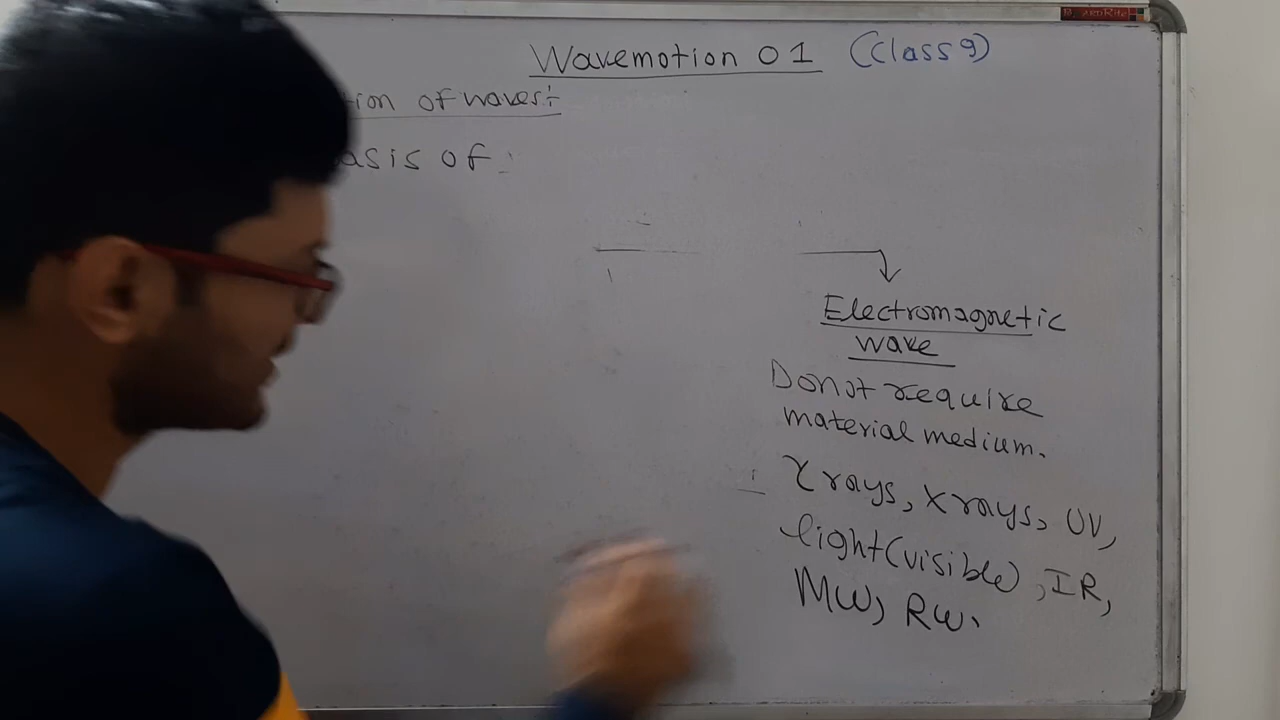 Wavemotion 01 (Class 9)
tion of waves:
asis of:
Electromagnetic
wave
Donot require
material medium.
γ rays, X rays, UV,
light(visible), IR,
MW, RW.